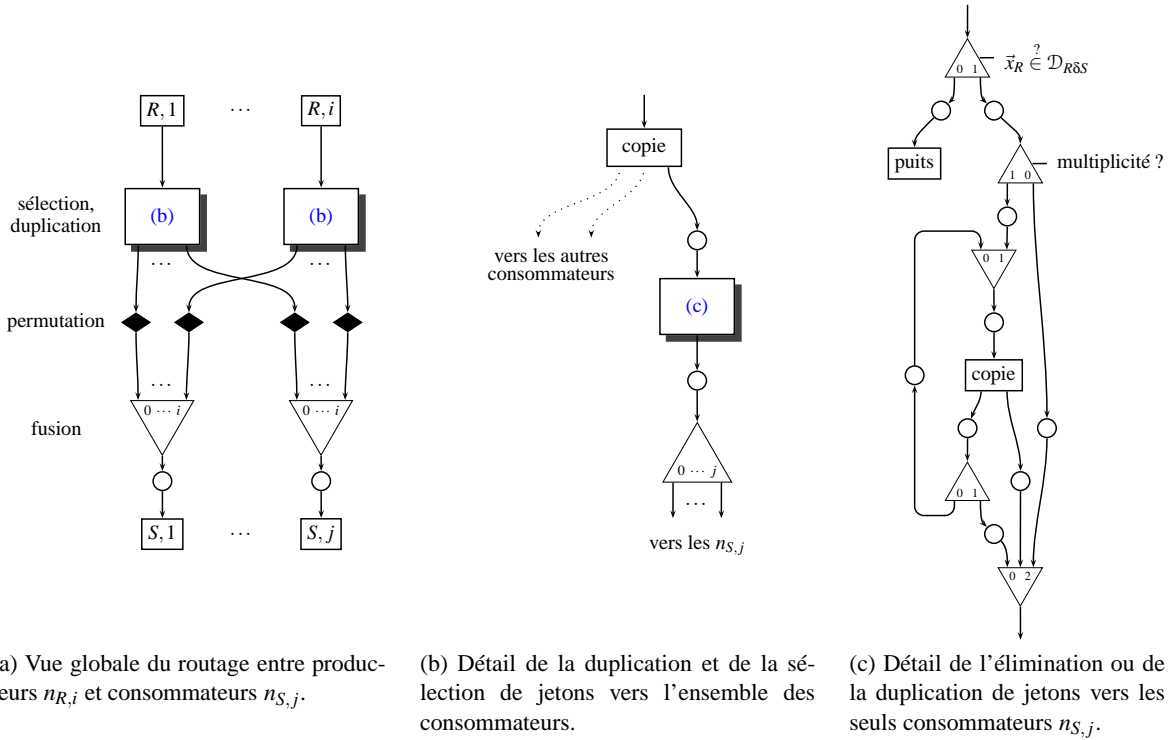 R, 1 ⋯ R, i
sélection,
duplication
(b) (b)
⋯ ⋯
permutation
⋯ ⋯
0 ⋯ i 0 ⋯ i
fusion
S, 1 ⋯ S, j
a) Vue globale du routage entre produc-
eurs n_{R,i} et consommateurs n_{S,j}.
copie
vers les autres
consommateurs
(c)
0 ⋯ j
⋯
vers les n_{S,j}
(b) Détail de la duplication et de la sé-
lection de jetons vers l'ensemble des
consommateurs.
0 1
x⃗_R ∈? D_{RδS}
puits
1 0
multiplicité ?
0 1
copie
0 1
0 2
(c) Détail de l'élimination ou de
la duplication de jetons vers les
seuls consommateurs n_{S,j}.